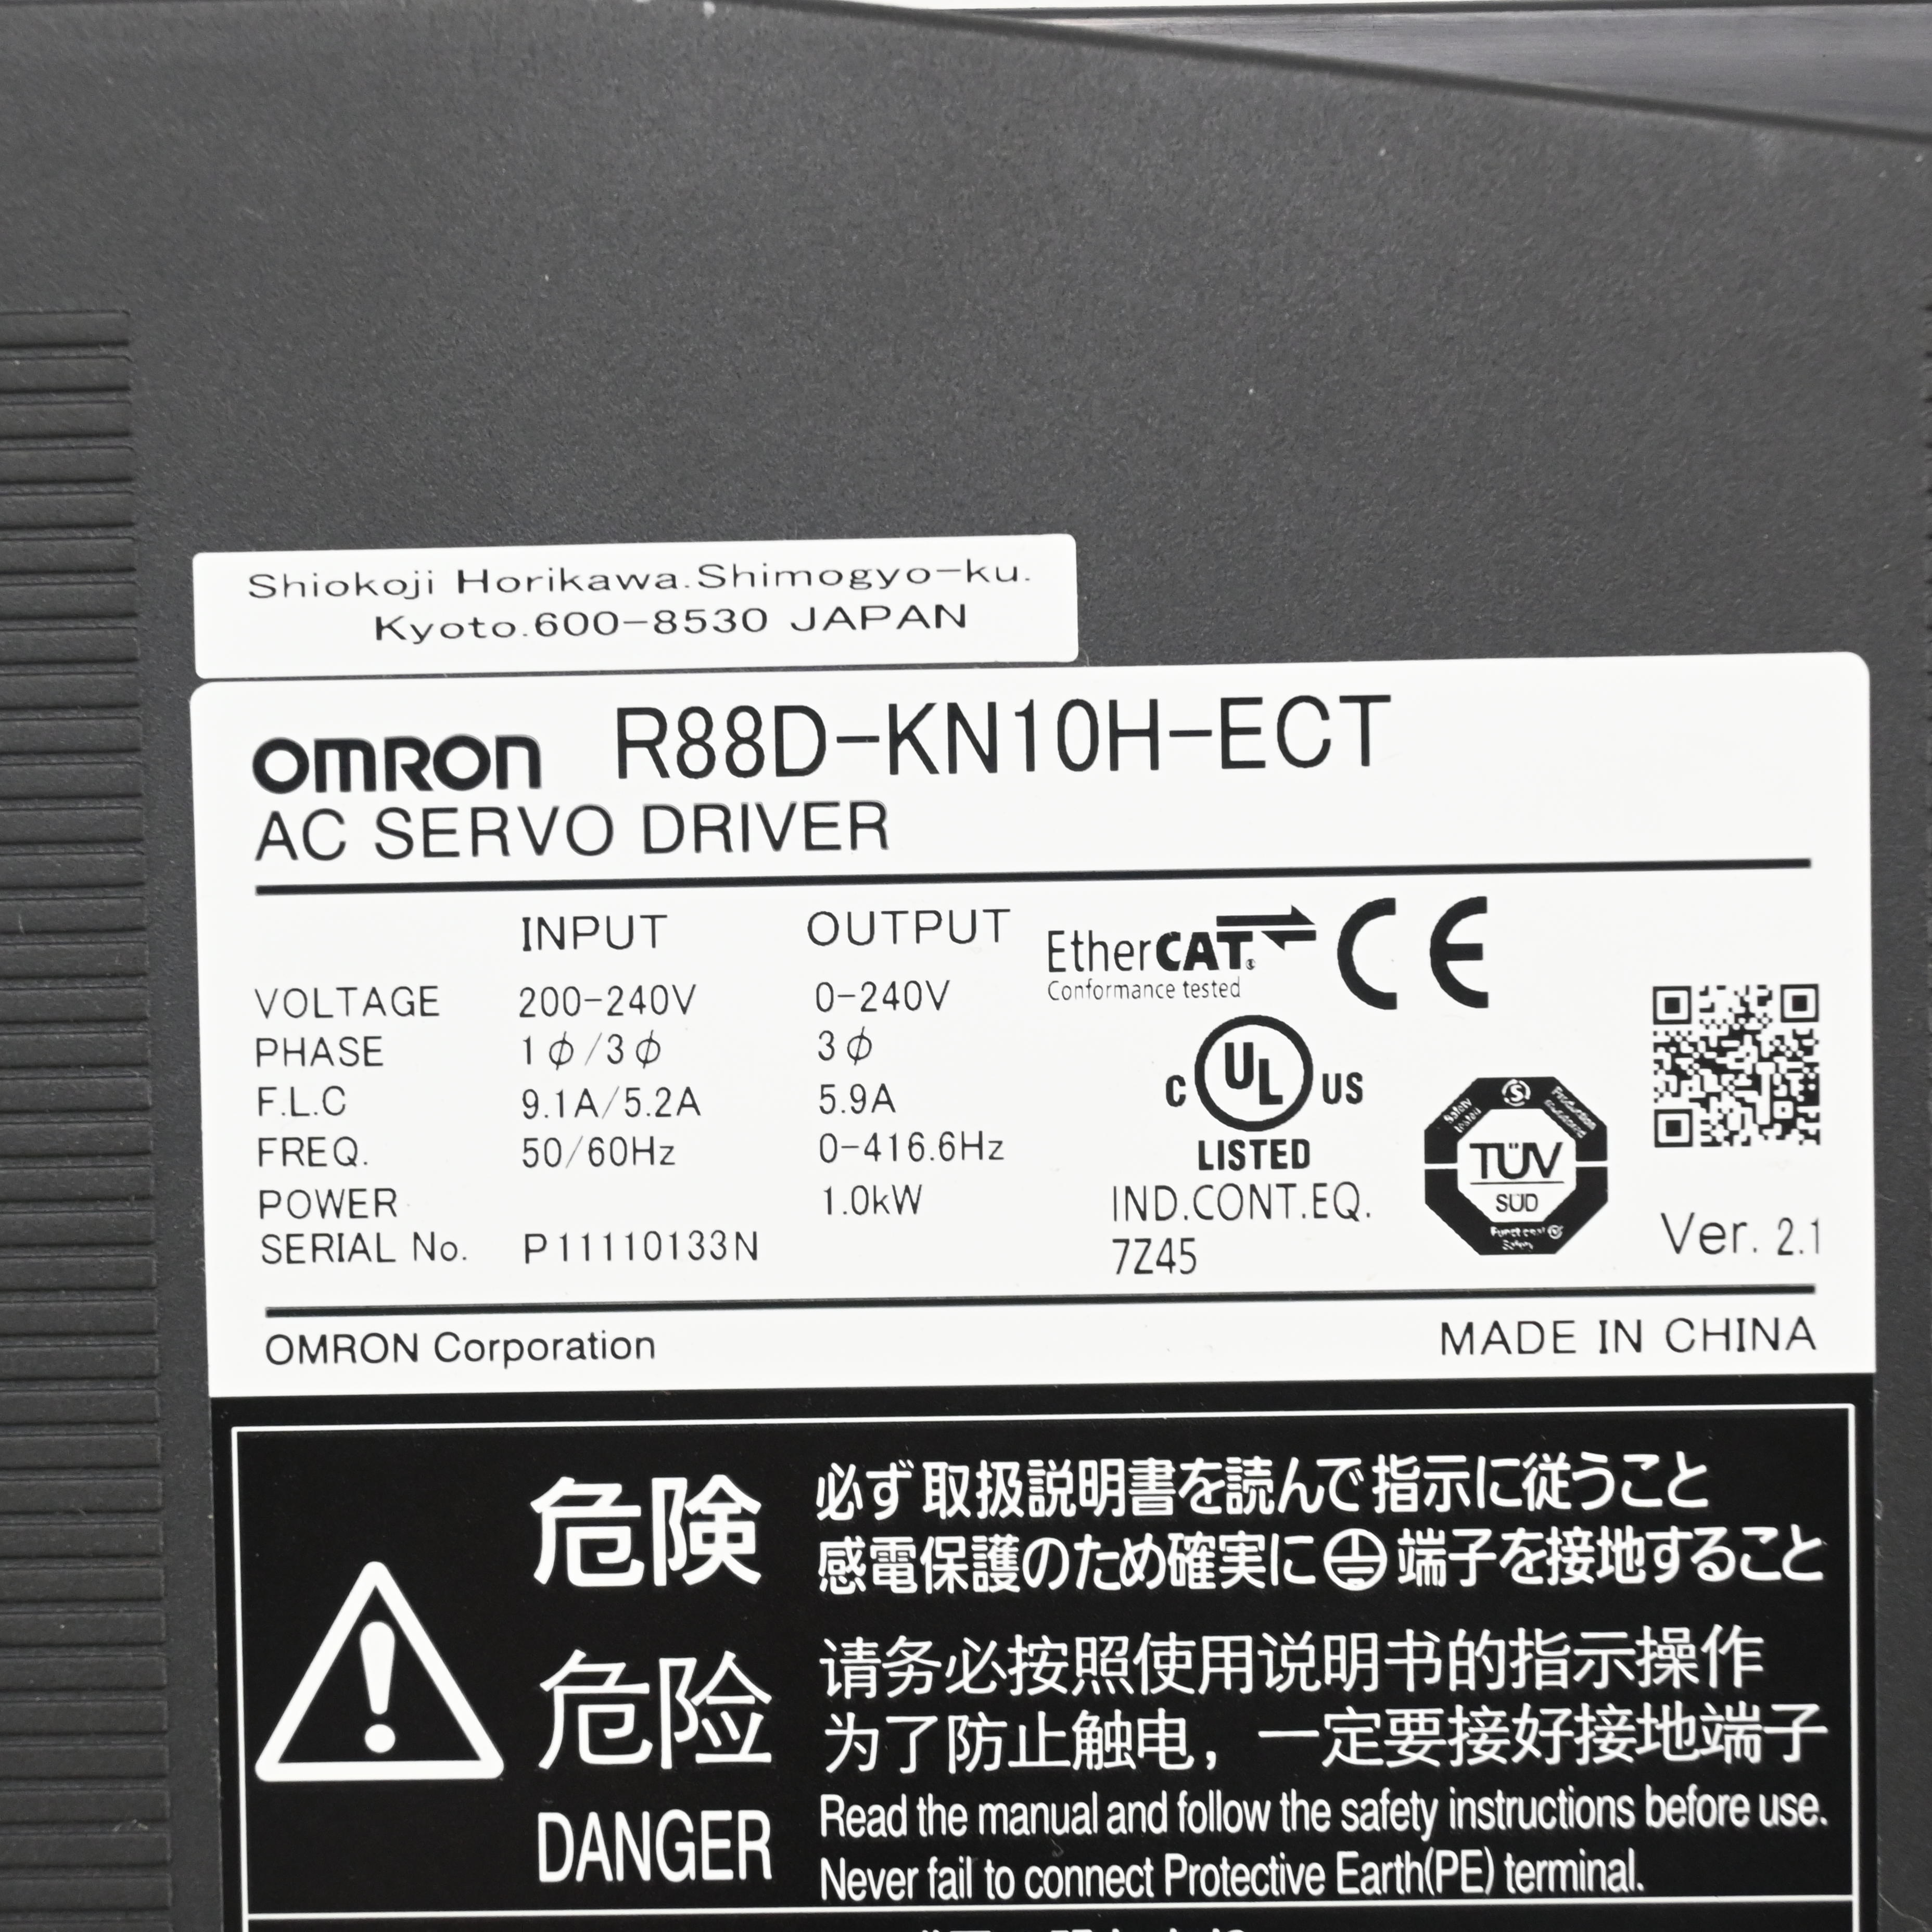 Shiokoji Horikawa.Shimogyo-ku.
Kyoto.600-8530 JAPAN
OMRON R88D-KN10H-ECT
AC SERVO DRIVER
INPUT OUTPUT
VOLTAGE 200-240V 0-240V
PHASE 1ϕ/3ϕ 3ϕ
F.L.C 9.1A/5.2A 5.9A
FREQ. 50/60Hz 0-416.6Hz
POWER 1.0kW
SERIAL No. P11110133N
EtherCAT®
Conformance tested
CE
C UL US
LISTED
IND.CONT.EQ.
7Z45
Safety tested
Production monitored
TÜV
SÜD
Functional Safety
Ver. 2.1
OMRON Corporation MADE IN CHINA
危険
必ず取扱説明書を読んで指示に従うこと
感電保護のため確実に⏚端子を接地すること
危险
请务必按照使用说明书的指示操作
为了防止触电，一定要接好接地端子
DANGER
Read the manual and follow the safety instructions before use.
Never fail to connect Protective Earth(PE) terminal.